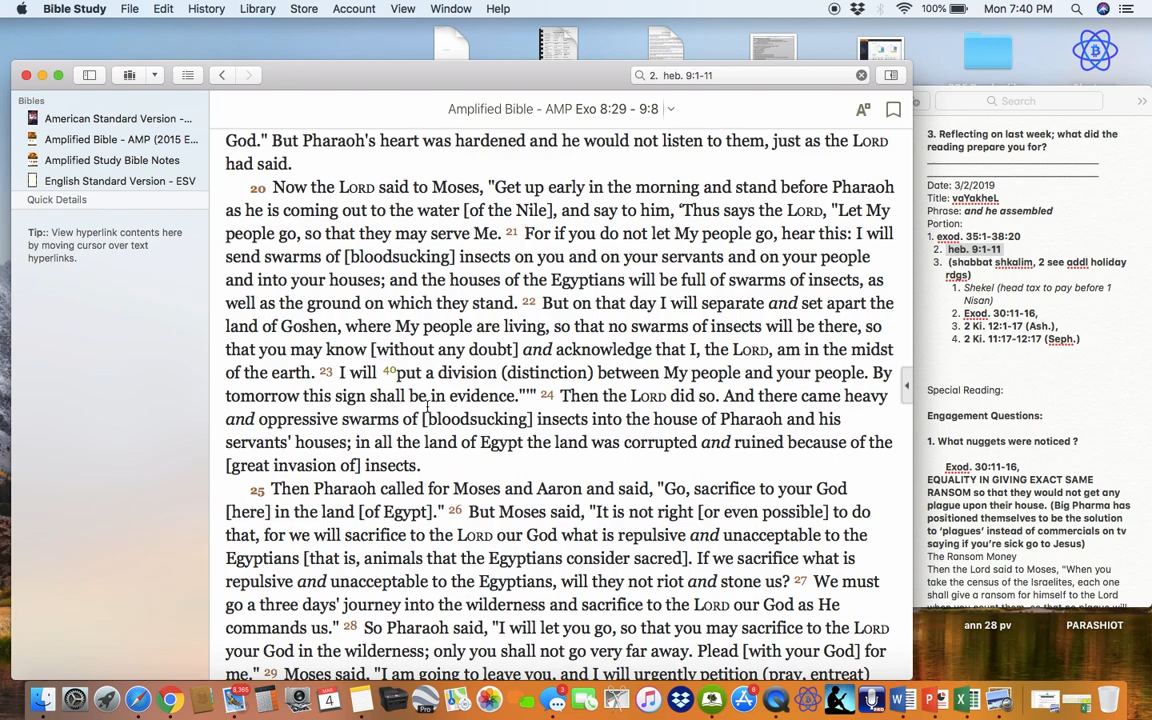 Bible Study File Edit History Library Store Account View Window Help 100% Mon 7:40 PM
2. heb. 9:1-11
Bibles
American Standard Version -...
Amplified Bible - AMP (2015 E...
Amplified Study Bible Notes
English Standard Version - ESV
Quick Details
Tip:: View hyperlink contents here
by moving cursor over text
hyperlinks.
Amplified Bible - AMP Exo 8:29 - 9:8
God." But Pharaoh's heart was hardened and he would not listen to them, just as the LORD
had said.
20 Now the LORD said to Moses, "Get up early in the morning and stand before Pharaoh
as he is coming out to the water [of the Nile], and say to him, ‘Thus says the LORD, "Let My
people go, so that they may serve Me. 21 For if you do not let My people go, hear this: I will
send swarms of [bloodsucking] insects on you and on your servants and on your people
and into your houses; and the houses of the Egyptians will be full of swarms of insects, as
well as the ground on which they stand. 22 But on that day I will separate and set apart the
land of Goshen, where My people are living, so that no swarms of insects will be there, so
that you may know [without any doubt] and acknowledge that I, the LORD, am in the midst
of the earth. 23 I will 40put a division (distinction) between My people and your people. By
tomorrow this sign shall be in evidence."'" 24 Then the LORD did so. And there came heavy
and oppressive swarms of [bloodsucking] insects into the house of Pharaoh and his
servants' houses; in all the land of Egypt the land was corrupted and ruined because of the
[great invasion of] insects.
25 Then Pharaoh called for Moses and Aaron and said, "Go, sacrifice to your God
[here] in the land [of Egypt]." 26 But Moses said, "It is not right [or even possible] to do
that, for we will sacrifice to the LORD our God what is repulsive and unacceptable to the
Egyptians [that is, animals that the Egyptians consider sacred]. If we sacrifice what is
repulsive and unacceptable to the Egyptians, will they not riot and stone us? 27 We must
go a three days' journey into the wilderness and sacrifice to the LORD our God as He
commands us." 28 So Pharaoh said, "I will let you go, so that you may sacrifice to the LORD
your God in the wilderness; only you shall not go very far away. Plead [with your God] for
me." 29 Moses said, "I am going to leave you, and I will urgently petition (pray, entreat)
Search
3. Reflecting on last week; what did the
reading prepare you for?
Date: 3/2/2019
Title: vaYakheL
Phrase: and he assembled
Portion:
1. exod. 35:1-38:20
2. heb. 9:1-11
3. (shabbat shkalim, 2 see addl holiday
rdgs)
1. Shekel (head tax to pay before 1
Nisan)
2. Exod. 30:11-16,
3. 2 Ki. 12:1-17 (Ash.),
4. 2 Ki. 11:17-12:17 (Seph.)
Special Reading:
Engagement Questions:
1. What nuggets were noticed ?
Exod. 30:11-16,
EQUALITY IN GIVING EXACT SAME
RANSOM so that they would not get any
plague upon their house. (Big Pharma has
positioned themselves to be the solution
to ‘plagues’ instead of commercials on tv
saying if you're sick go to Jesus)
The Ransom Money
Then the Lord said to Moses, "When you
take the census of the Israelites, each one
shall give a ransom for himself to the Lord
ann 28 pv PARASHIOT
8,365
Pro
MAR
4
3
8